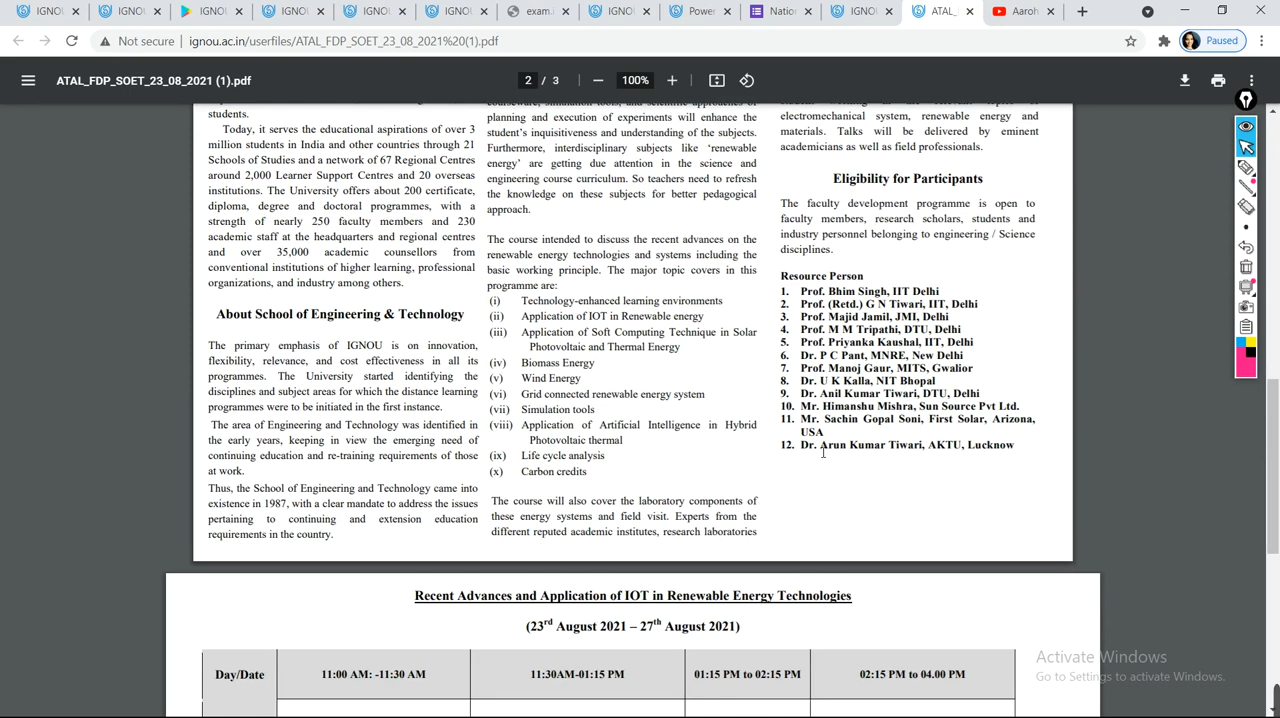 IGNOU
IGNOU
IGNOU
IGNOU
IGNOU
IGNOU
exam.
IGNOU
Power
Natio
IGNOU
ATAL_
Aaroh
Not secure
ignou.ac.in/userfiles/ATAL_FDP_SOET_23_08_2021%20(1).pdf
Paused
ATAL_FDP_SOET_23_08_2021 (1).pdf
2 / 3
100%
students.
Today, it serves the educational aspirations of over 3
million students in India and other countries through 21
Schools of Studies and a network of 67 Regional Centres
around 2,000 Learner Support Centres and 20 overseas
institutions. The University offers about 200 certificate,
diploma, degree and doctoral programmes, with a
strength of nearly 250 faculty members and 230
academic staff at the headquarters and regional centres
and over 35,000 academic counsellors from
conventional institutions of higher learning, professional
organizations, and industry among others.
About School of Engineering & Technology
The primary emphasis of IGNOU is on innovation,
flexibility, relevance, and cost effectiveness in all its
programmes. The University started identifying the
disciplines and subject areas for which the distance learning
programmes were to be initiated in the first instance.
The area of Engineering and Technology was identified in
the early years, keeping in view the emerging need of
continuing education and re-training requirements of those
at work.
Thus, the School of Engineering and Technology came into
existence in 1987, with a clear mandate to address the issues
pertaining to continuing and extension education
requirements in the country.
courseware, simulation tools, and scientific approaches of
planning and execution of experiments will enhance the
student's inquisitiveness and understanding of the subjects.
Furthermore, interdisciplinary subjects like 'renewable
energy' are getting due attention in the science and
engineering course curriculum. So teachers need to refresh
the knowledge on these subjects for better pedagogical
approach.
The course intended to discuss the recent advances on the
renewable energy technologies and systems including the
basic working principle. The major topic covers in this
programme are:
(i) Technology-enhanced learning environments
(ii) Application of IOT in Renewable energy
(iii) Application of Soft Computing Technique in Solar
Photovoltaic and Thermal Energy
(iv) Biomass Energy
(v) Wind Energy
(vi) Grid connected renewable energy system
(vii) Simulation tools
(viii) Application of Artificial Intelligence in Hybrid
Photovoltaic thermal
(ix) Life cycle analysis
(x) Carbon credits
The course will also cover the laboratory components of
these energy systems and field visit. Experts from the
different reputed academic institutes, research laboratories
electromechanical system, renewable energy and
materials. Talks will be delivered by eminent
academicians as well as field professionals.
Eligibility for Participants
The faculty development programme is open to
faculty members, research scholars, students and
industry personnel belonging to engineering / Science
disciplines.
Resource Person
1. Prof. Bhim Singh, IIT Delhi
2. Prof. (Retd.) G N Tiwari, IIT, Delhi
3. Prof. Majid Jamil, JMI, Delhi
4. Prof. M M Tripathi, DTU, Delhi
5. Prof. Priyanka Kaushal, IIT, Delhi
6. Dr. P C Pant, MNRE, New Delhi
7. Prof. Manoj Gaur, MITS, Gwalior
8. Dr. U K Kalla, NIT Bhopal
9. Dr. Anil Kumar Tiwari, DTU, Delhi
10. Mr. Himanshu Mishra, Sun Source Pvt Ltd.
11. Mr. Sachin Gopal Soni, First Solar, Arizona,
USA
12. Dr. Arun Kumar Tiwari, AKTU, Lucknow
Recent Advances and Application of IOT in Renewable Energy Technologies
(23rd August 2021 – 27th August 2021)
Day/Date 11:00 AM: -11:30 AM 11:30AM-01:15 PM 01:15 PM to 02:15 PM 02:15 PM to 04.00 PM
Activate Windows
Go to Settings to activate Windows.